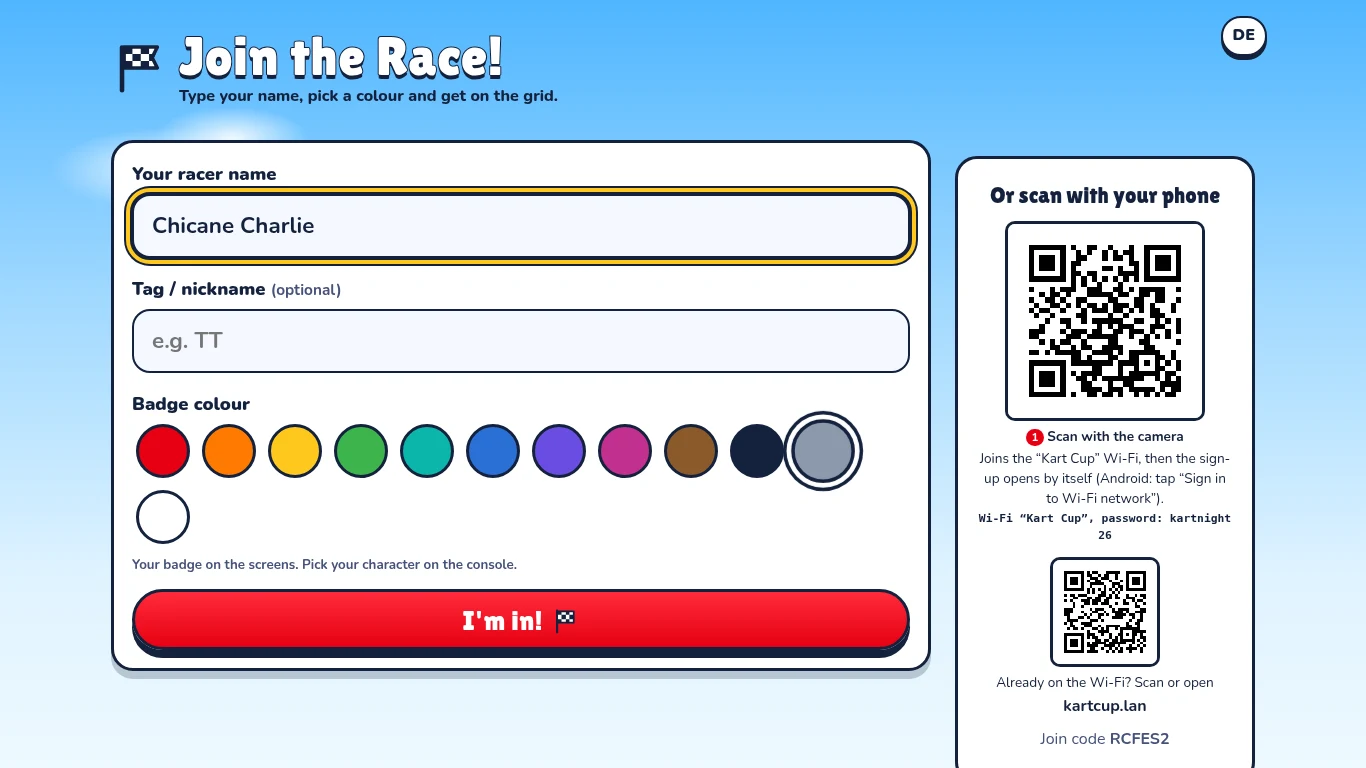 Join the Race!
Type your name, pick a colour and get on the grid.
DE
Your racer name
Chicane Charlie
Tag / nickname (optional)
e.g. TT
Badge colour
Your badge on the screens. Pick your character on the console.
I'm in!
Or scan with your phone
1 Scan with the camera
Joins the “Kart Cup” Wi-Fi, then the sign-
up opens by itself (Android: tap “Sign in
to Wi-Fi network”).
Wi-Fi “Kart Cup”, password: kartnight
26
Already on the Wi-Fi? Scan or open
kartcup.lan
Join code RCFES2